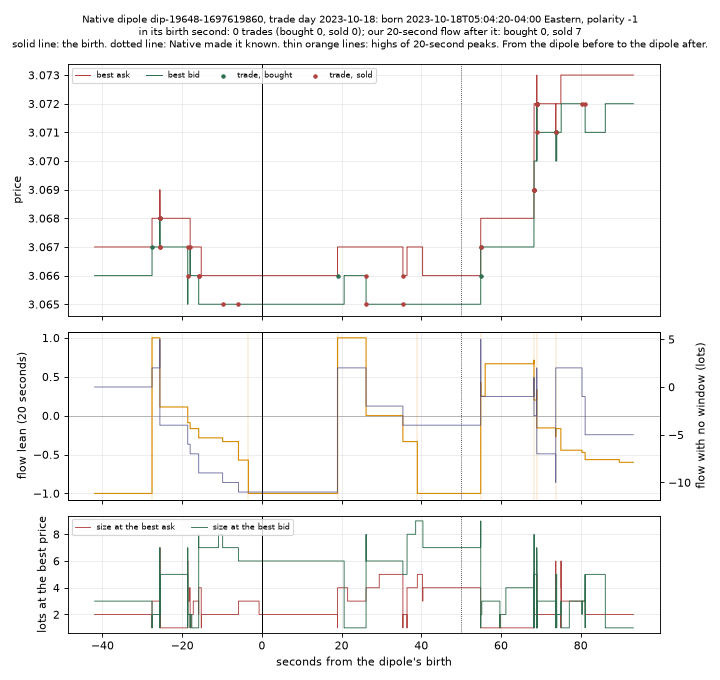 Native dipole dip-19648-1697619860, trade day 2023-10-18: born 2023-10-18T05:04:20-04:00 Eastern, polarity -1
in its birth second: 0 trades (bought 0, sold 0); our 20-second flow after it: bought 0, sold 7
solid line: the birth. dotted line: Native made it known. thin orange lines: highs of 20-second peaks. From the dipole before to the dipole after.
best ask
best bid
trade, bought
trade, sold
3.073
3.072
3.071
3.070
3.069
3.068
3.067
3.066
3.065
price
1.0
0.5
0.0
−0.5
−1.0
flow lean (20 seconds)
5
0
−5
−10
flow with no window (lots)
size at the best ask
size at the best bid
8
6
4
2
lots at the best price
−40
−20
0
20
40
60
80
seconds from the dipole's birth